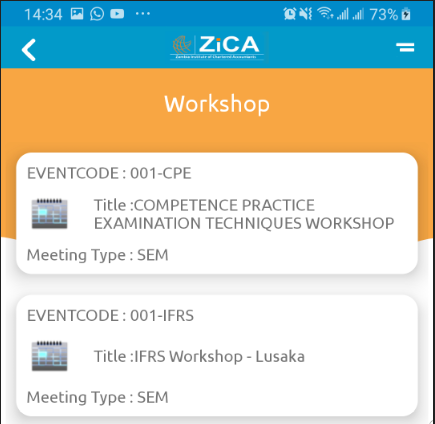 14:34 73%
ZiCA
Zambia Institute of Chartered Accountants
Workshop
EVENTCODE : 001-CPE
Title :COMPETENCE PRACTICE
EXAMINATION TECHNIQUES WORKSHOP
Meeting Type : SEM
EVENTCODE : 001-IFRS
Title :IFRS Workshop - Lusaka
Meeting Type : SEM